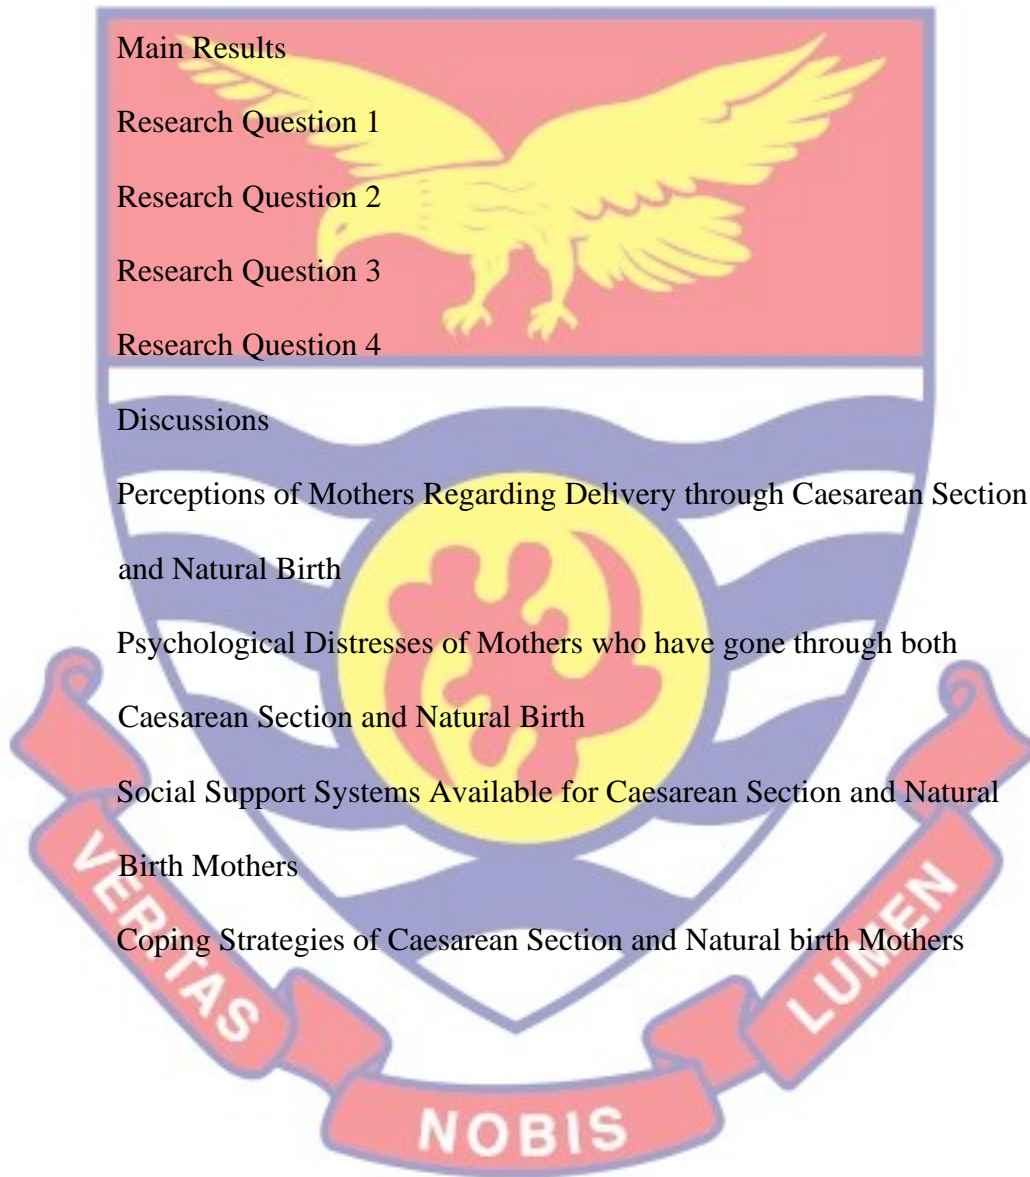 Main Results
Research Question 1
Research Question 2
Research Question 3
Research Question 4
Discussions
Perceptions of Mothers Regarding Delivery through Caesarean Section
and Natural Birth
Psychological Distresses of Mothers who have gone through both
Caesarean Section and Natural Birth
Social Support Systems Available for Caesarean Section and Natural
Birth Mothers
Coping Strategies of Caesarean Section and Natural birth Mothers
VERITAS
NOBIS
LUMEN